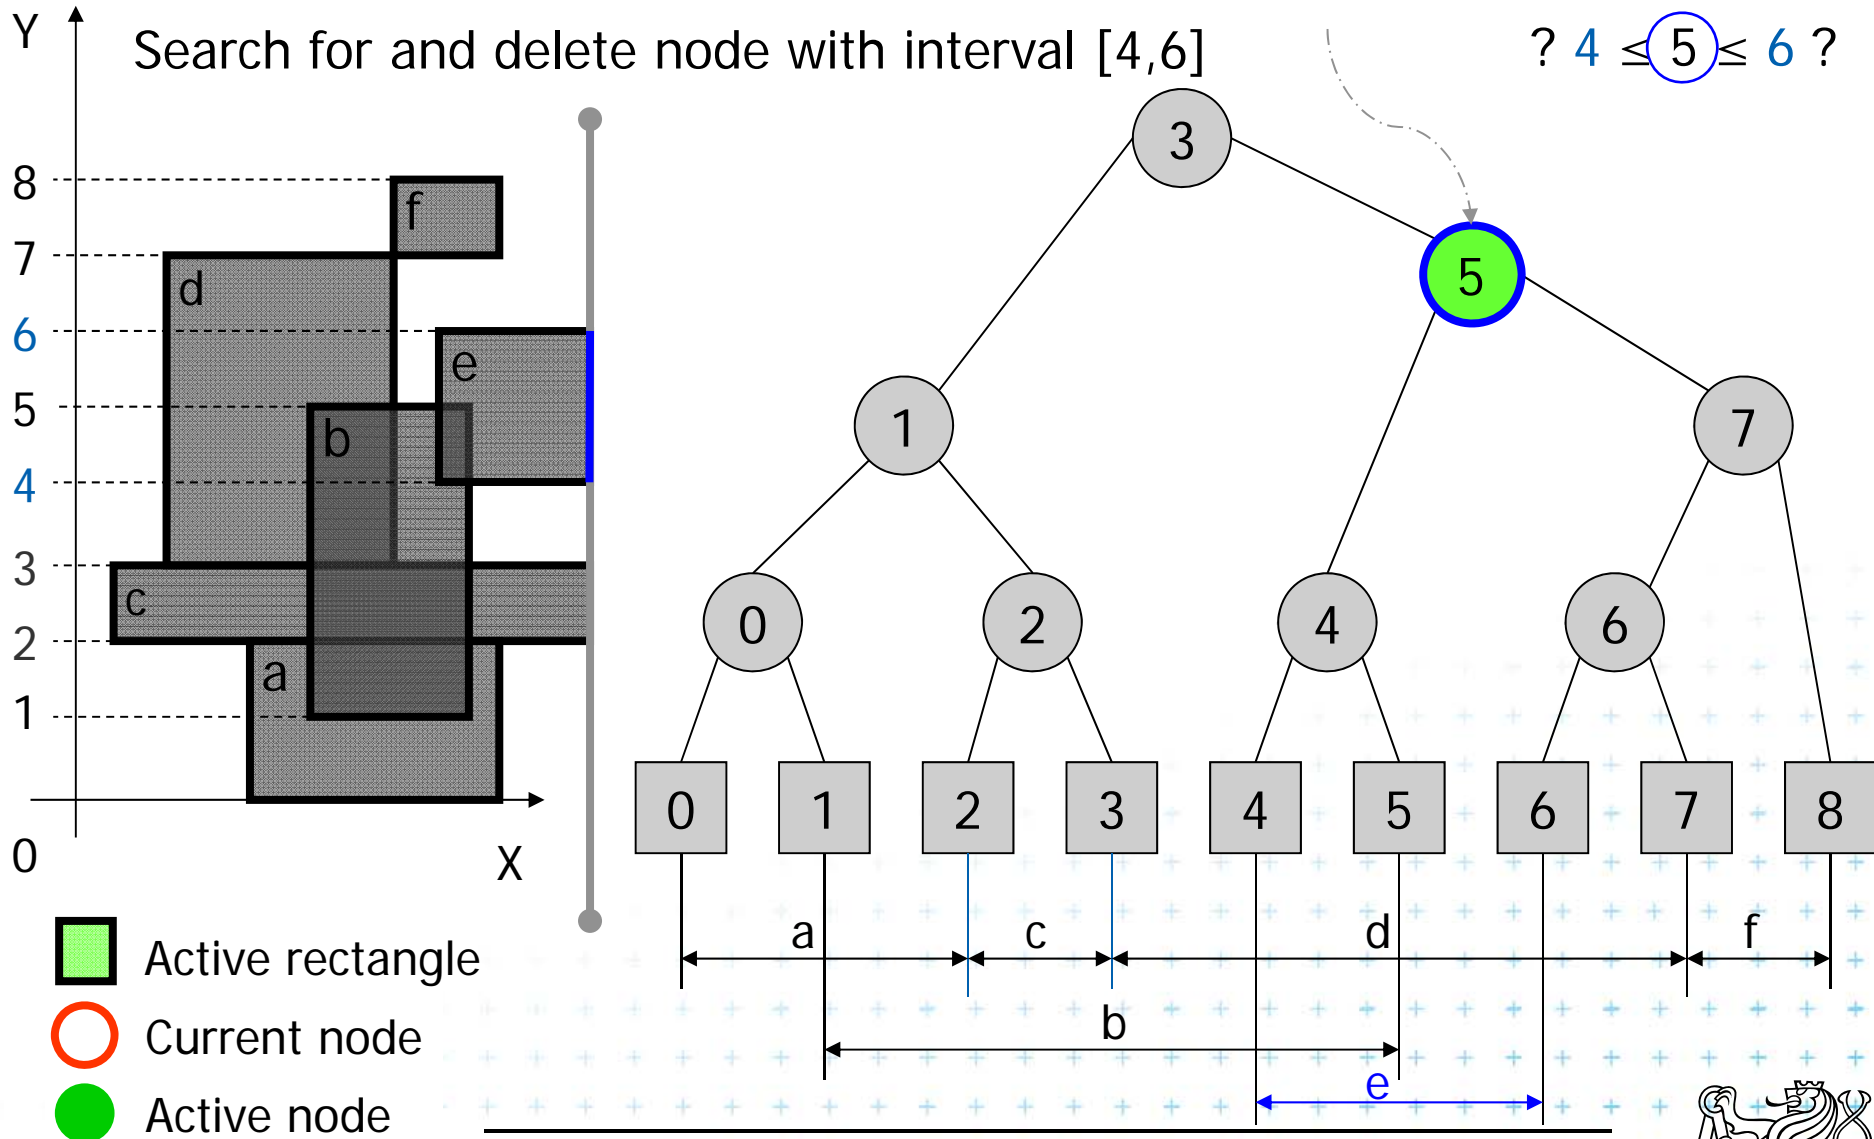 Y
Search for and delete node with interval [4,6]
? 4 ≤ 5 ≤ 6 ?
3
8
f
7
d
5
6
e
5
b
1
7
4
3
c
0
2
4
6
2
a
1
0
1
2
3
4
5
6
7
8
0
X
a
c
d
f
Active rectangle
b
Current node
e
Active node